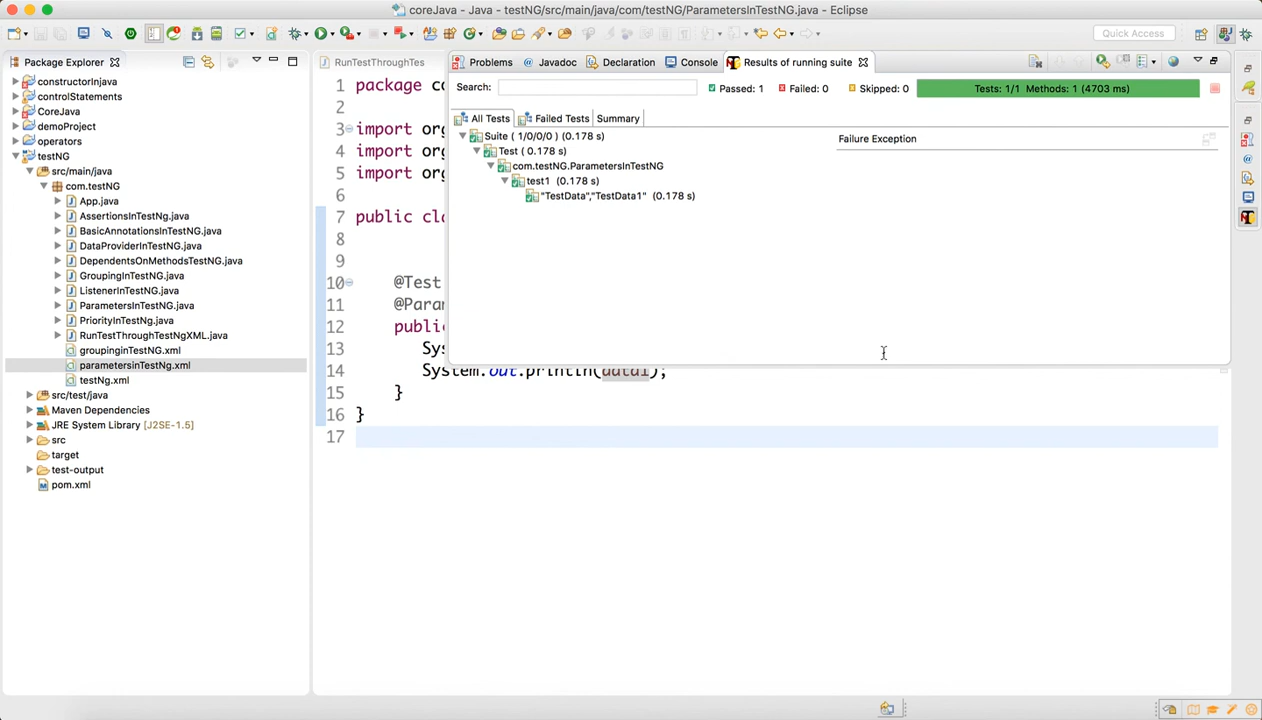 coreJava - Java - testNG/src/main/java/com/testNG/ParametersInTestNG.java - Eclipse
Quick Access
Package Explorer
constructorInjava
controlStatements
CoreJava
demoProject
operators
testNG
src/main/java
com.testNG
App.java
AssertionsInTestNg.java
BasicAnnotationsInTestNG.java
DataProviderInTestNG.java
DependentsOnMethodsTestNG.java
GroupingInTestNG.java
ListenerInTestNG.java
ParametersInTestNG.java
PriorityInTestNg.java
RunTestThroughTestNgXML.java
groupinginTestNG.xml
parametersinTestNg.xml
testNg.xml
src/test/java
Maven Dependencies
JRE System Library [J2SE-1.5]
src
target
test-output
pom.xml
RunTestThroughTes
1 package co
2
3 import org
4 import org
5 import org
6
7 public cla
8
9
10 @Test
11 @Para
12 public
13 Sys
14 System.out.println(data1);
15 }
16 }
17
Problems @ Javadoc Declaration Console Results of running suite
Search: Passed: 1 Failed: 0 Skipped: 0 Tests: 1/1 Methods: 1 (4703 ms)
All Tests Failed Tests Summary
Suite ( 1/0/0/0 ) (0.178 s)
Test ( 0.178 s)
com.testNG.ParametersInTestNG
test1 (0.178 s)
"TestData","TestData1" (0.178 s)
Failure Exception